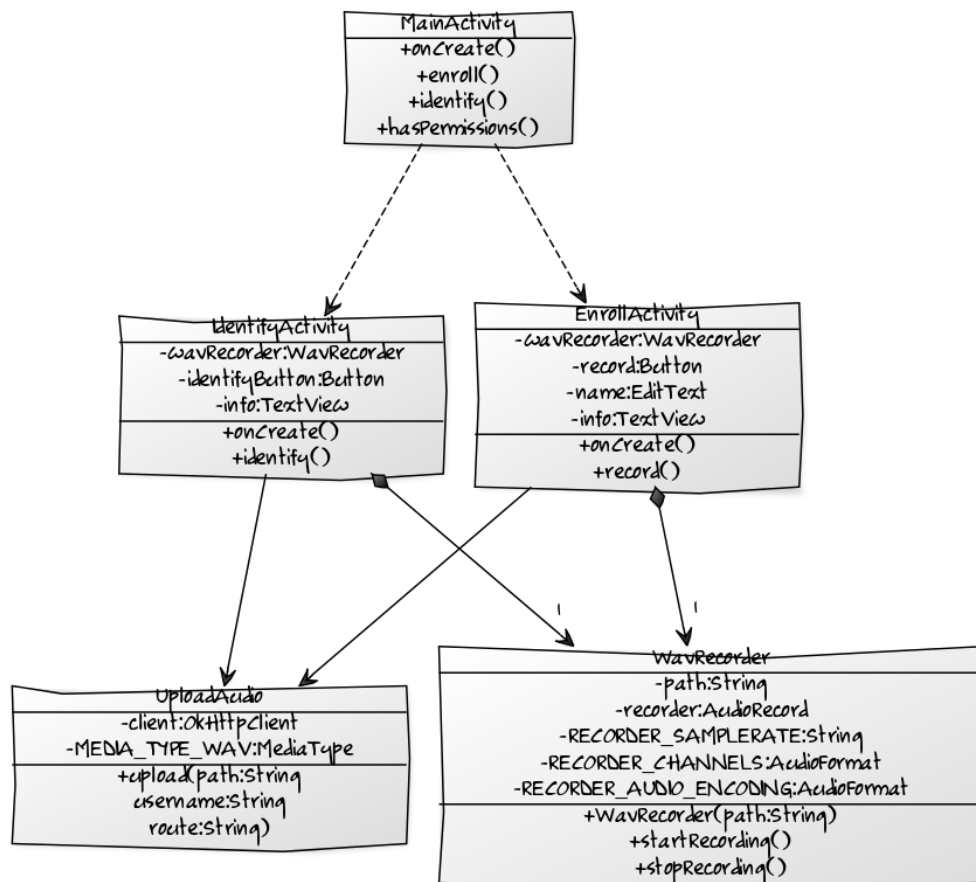 MainActivity
+onCreate()
+enroll()
+identify()
+hasPermissions()
IdentifyActivity
-wavRecorder:WavRecorder
-identifyButton:Button
-info:TextView
+onCreate()
+identify()
EnrollActivity
-wavRecorder:WavRecorder
-record:Button
-name:EditText
-info:TextView
+onCreate()
+record()
1
1
UploadAudio
-client:OkHttpClient
-MEDIA_TYPE_WAV:MediaType
+upload(path:String
username:String
route:String)
WavRecorder
-path:String
-recorder:AudioRecord
-RECORDER_SAMPLERATE:String
-RECORDER_CHANNELS:AudioFormat
-RECORDER_AUDIO_ENCODING:AudioFormat
+WavRecorder(path:String)
+startRecording()
+stopRecording()